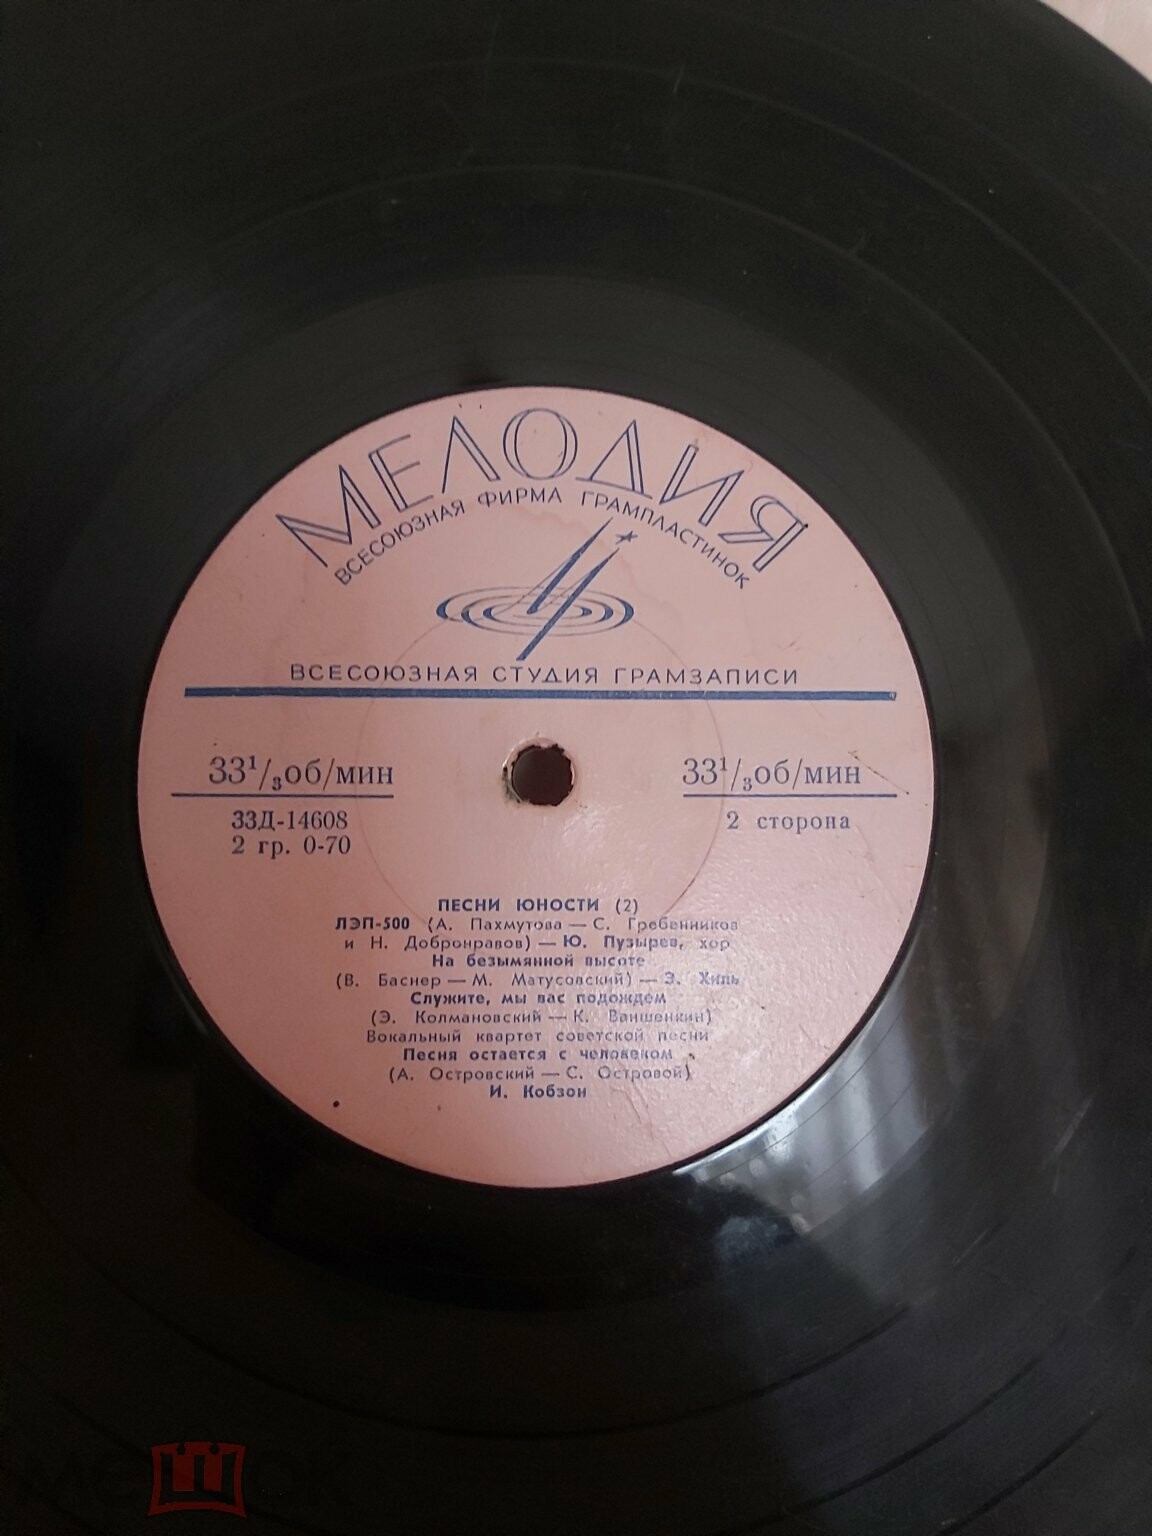 МЕЛОДИЯ
ВСЕСОЮЗНАЯ ФИРМА ГРАМПЛАСТИНОК
ВСЕСОЮЗНАЯ СТУДИЯ ГРАМЗАПИСИ
33¹/₃об/мин
33Д-14608
2 гр. 0-70
33¹/₃об/мин
2 сторона
ПЕСНИ ЮНОСТИ (2)
ЛЭП-500 (А. Пахмутова — С. Гребенников
и Н. Добронравов) — Ю. Пузырев, хор
На безымянной высоте
(В. Баснер — М. Матусовский) — Э. Хиль
Служите, мы вас подождем
(Э. Колмановский — К. Ваншенкин)
Вокальный квартет советской песни
Песня остается с человеком
(А. Островский — С. Островой)
И. Кобзон
МЕШОК